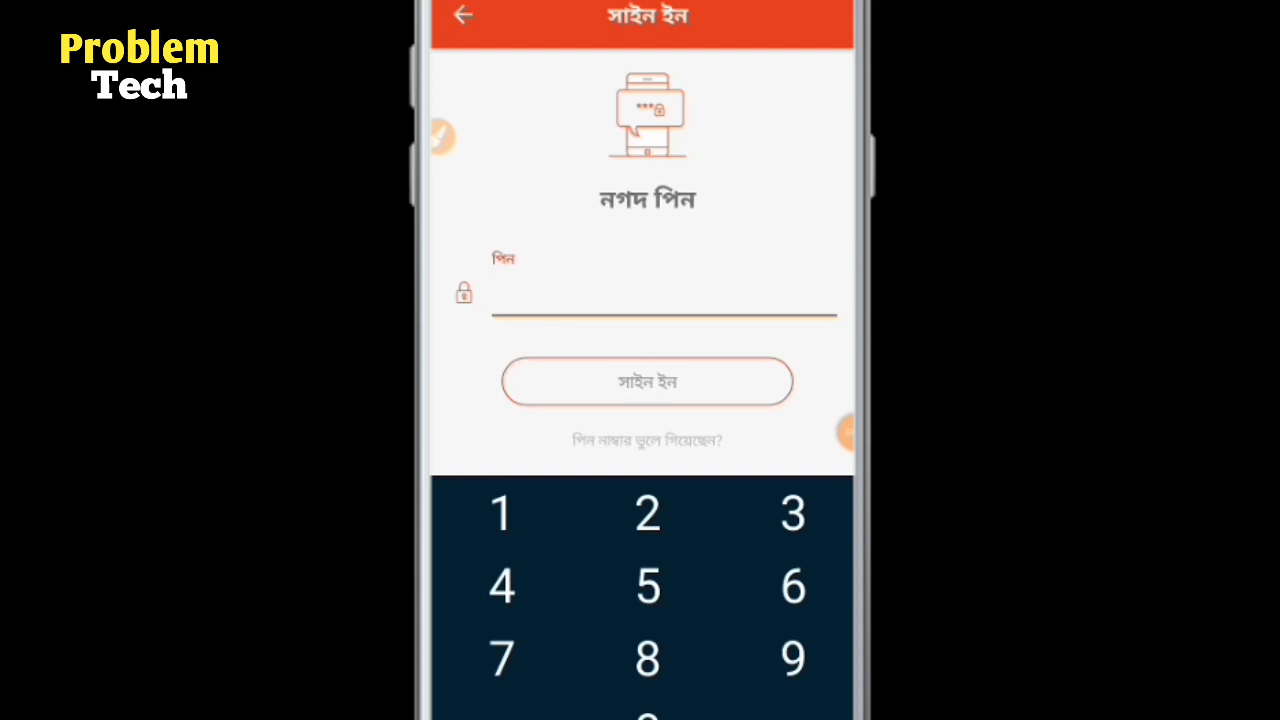 Problem
Tech
সাইন ইন
***
নগদ পিন
পিন
সাইন ইন
পিন নাম্বার ভুলে গিয়েছেন?
1 2 3
4 5 6
7 8 9